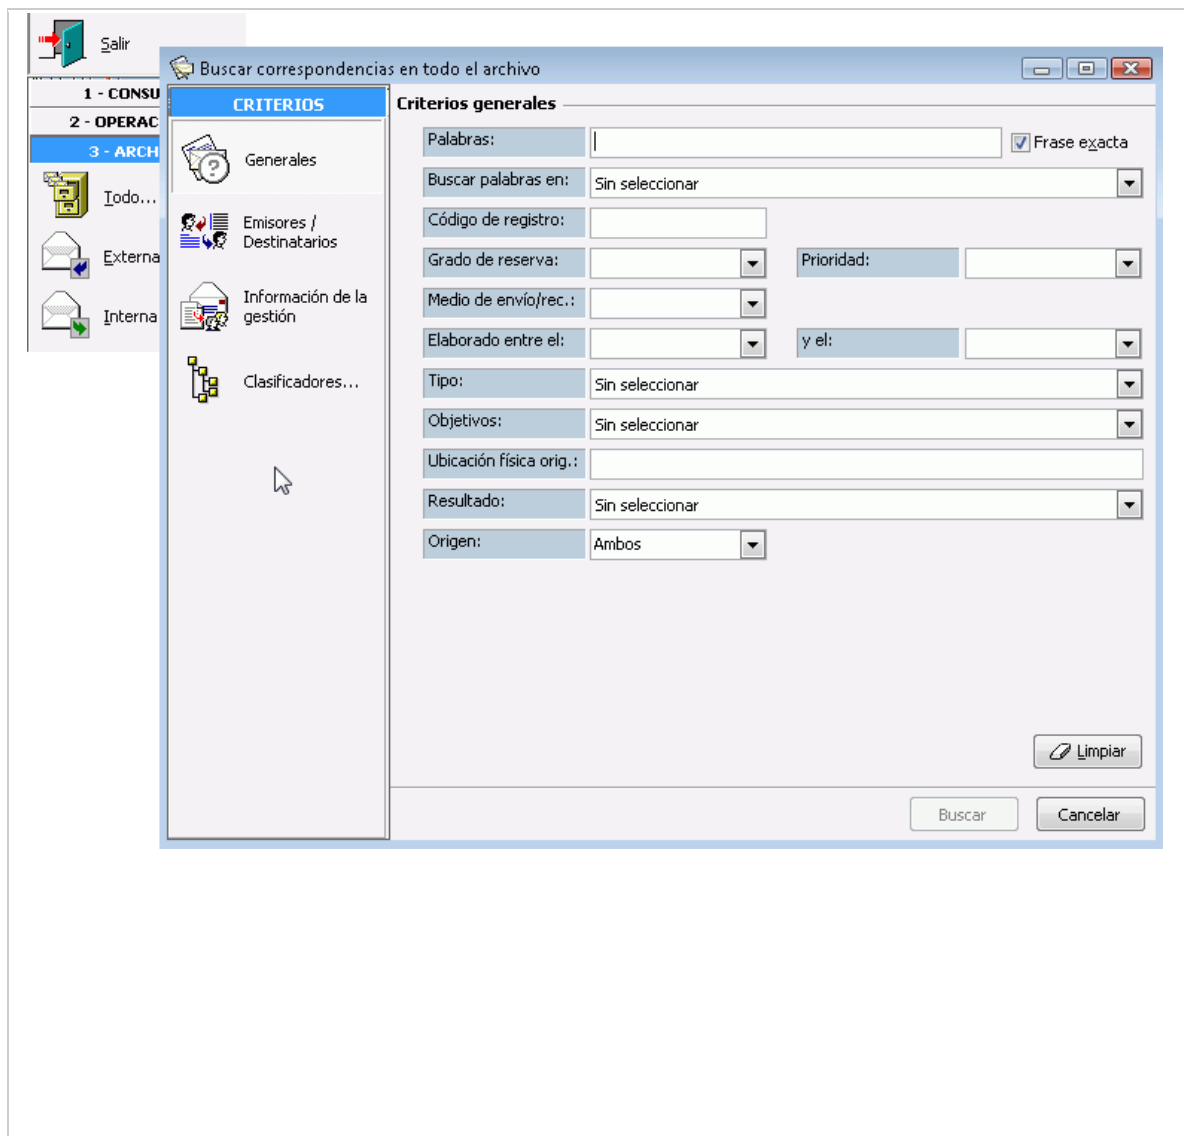 Salir
1 - CONSU
2 - OPERAC
3 - ARCH
Todo...
Externa
Interna
Buscar correspondencias en todo el archivo
CRITERIOS
Generales
Emisores /
Destinatarios
Información de la
gestión
Clasificadores...
Criterios generales
Palabras:
Frase exacta
Buscar palabras en: Sin seleccionar
Código de registro:
Grado de reserva: Prioridad:
Medio de envío/rec.:
Elaborado entre el: y el:
Tipo: Sin seleccionar
Objetivos: Sin seleccionar
Ubicación física orig.:
Resultado: Sin seleccionar
Origen: Ambos
Limpiar
Buscar Cancelar